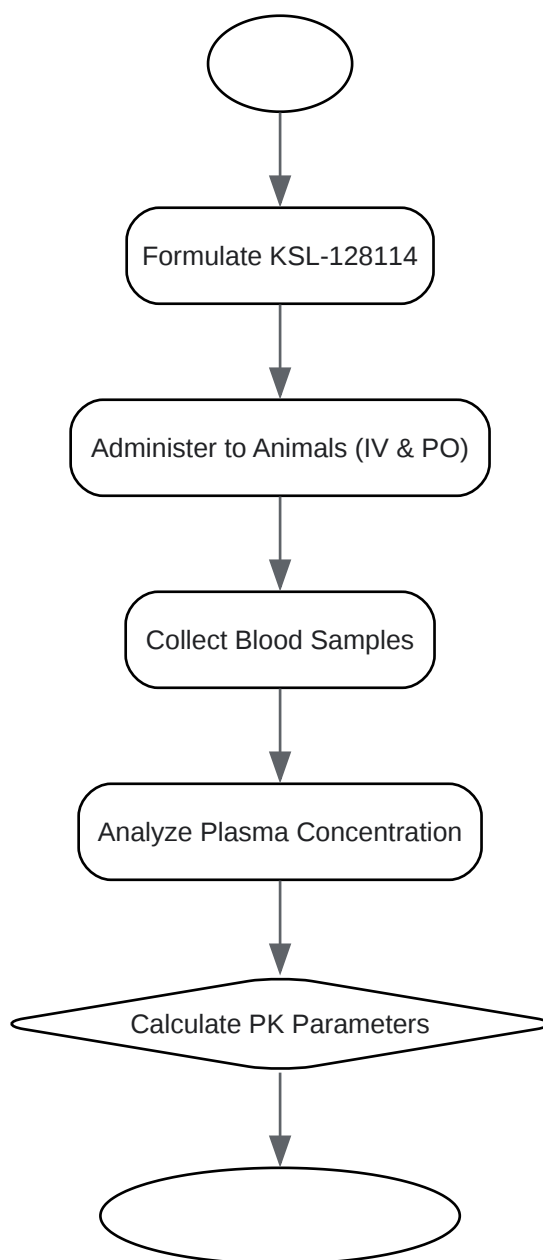 Formulate KSL-128114
Administer to Animals (IV & PO)
Collect Blood Samples
Analyze Plasma Concentration
Calculate PK Parameters